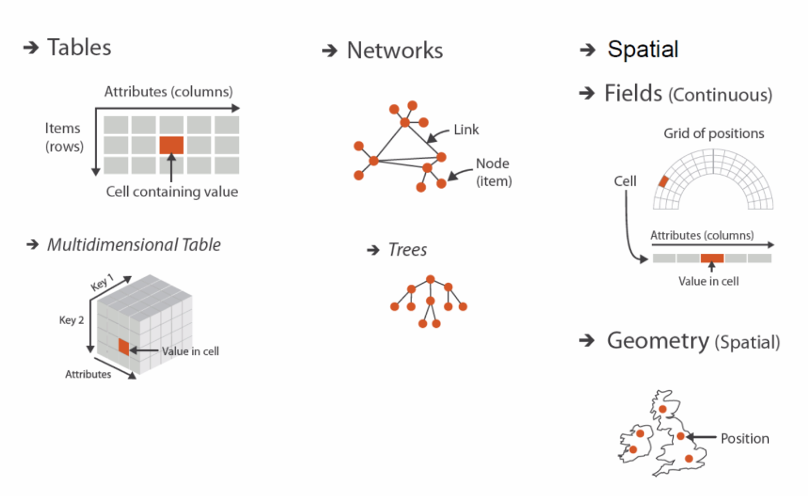 ➔ Tables
Attributes (columns)
Items
(rows)
Cell containing value
➔ Multidimensional Table
Key 1
Key 2
Value in cell
Attributes
➔ Networks
Link
Node
(item)
➔ Trees
➔ Spatial
➔ Fields (Continuous)
Grid of positions
Cell
Attributes (columns)
Value in cell
➔ Geometry (Spatial)
Position